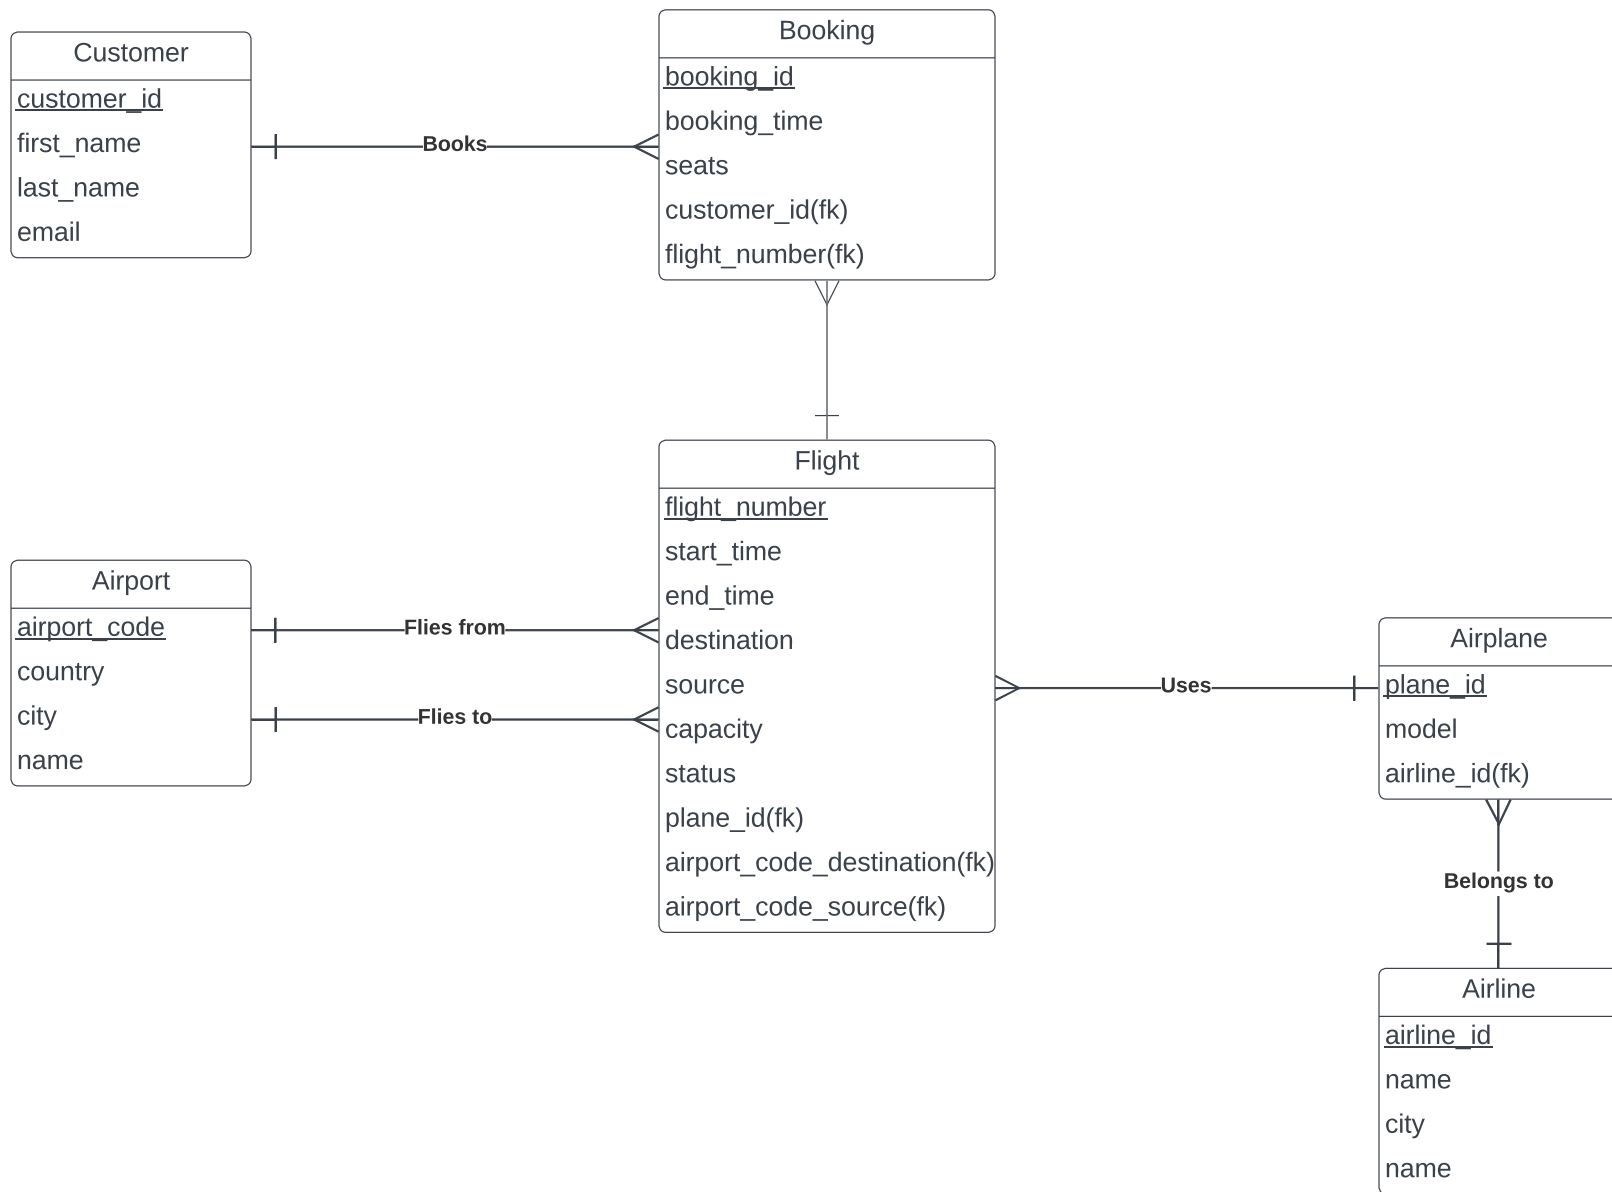 Customer
customer_id
first_name
last_name
email
Books
Booking
booking_id
booking_time
seats
customer_id(fk)
flight_number(fk)
Airport
airport_code
country
city
name
Flies from
Flies to
Flight
flight_number
start_time
end_time
destination
source
capacity
status
plane_id(fk)
airport_code_destination(fk)
airport_code_source(fk)
Uses
Airplane
plane_id
model
airline_id(fk)
Belongs to
Airline
airline_id
name
city
name